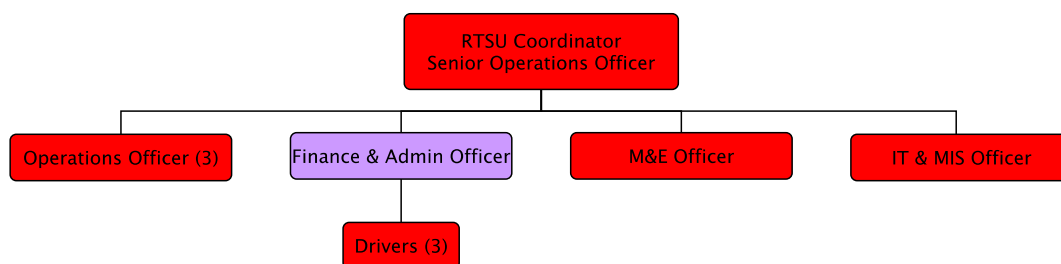 RTSU Coordinator
Senior Operations Officer
Operations Officer (3)
Finance & Admin Officer
M&E Officer
IT & MIS Officer
Drivers (3)